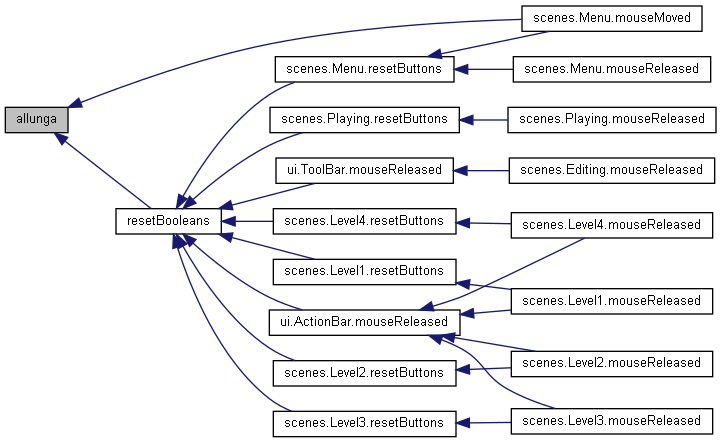 scenes.Menu.mouseMoved
scenes.Menu.resetButtons
scenes.Menu.mouseReleased
allunga
scenes.Playing.resetButtons
scenes.Playing.mouseReleased
ui.ToolBar.mouseReleased
scenes.Editing.mouseReleased
resetBooleans
scenes.Level4.resetButtons
scenes.Level4.mouseReleased
scenes.Level1.resetButtons
scenes.Level1.mouseReleased
ui.ActionBar.mouseReleased
scenes.Level2.resetButtons
scenes.Level2.mouseReleased
scenes.Level3.resetButtons
scenes.Level3.mouseReleased